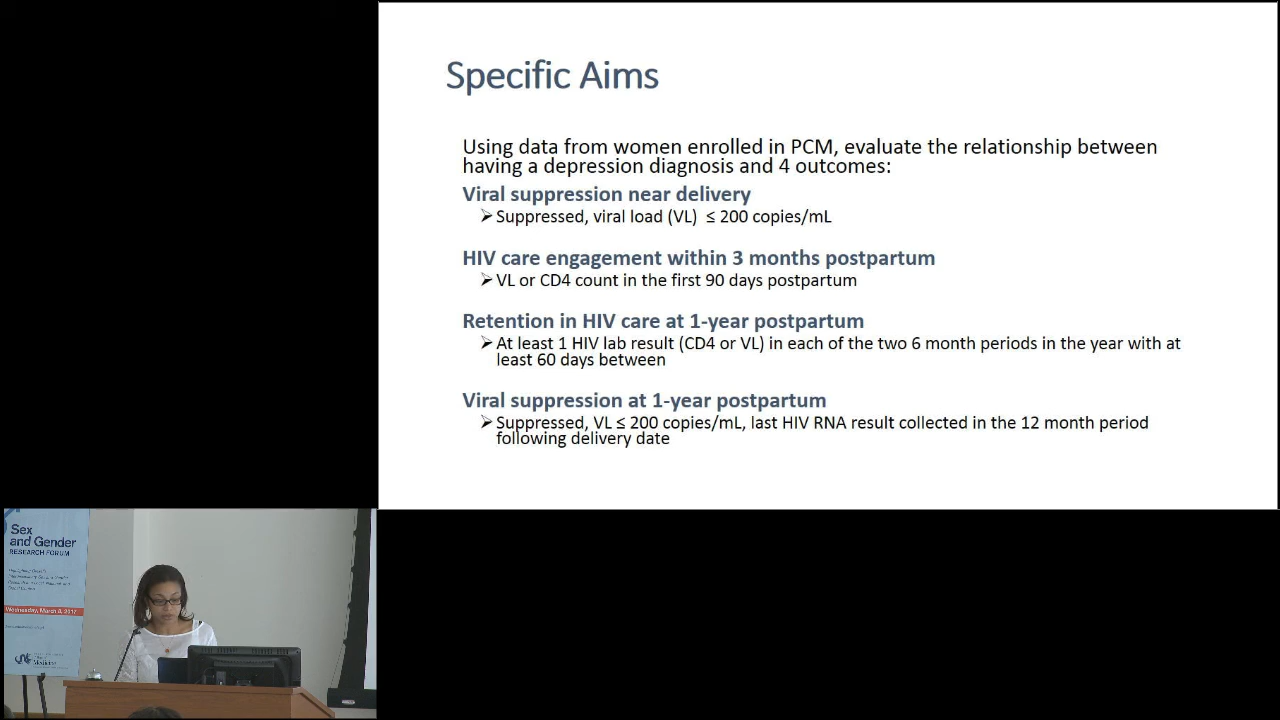 Specific Aims
Using data from women enrolled in PCM, evaluate the relationship between
having a depression diagnosis and 4 outcomes:
Viral suppression near delivery
➢Suppressed, viral load (VL)  ≤ 200 copies/mL
HIV care engagement within 3 months postpartum
➢VL or CD4 count in the first 90 days postpartum
Retention in HIV care at 1-year postpartum
➢At least 1 HIV lab result (CD4 or VL) in each of the two 6 month periods in the year with at
least 60 days between
Viral suppression at 1-year postpartum
➢Suppressed, VL ≤ 200 copies/mL, last HIV RNA result collected in the 12 month period
following delivery date
Sex
and Gender
RESEARCH FORUM
Wednesday, March 8, 2017
Medicine